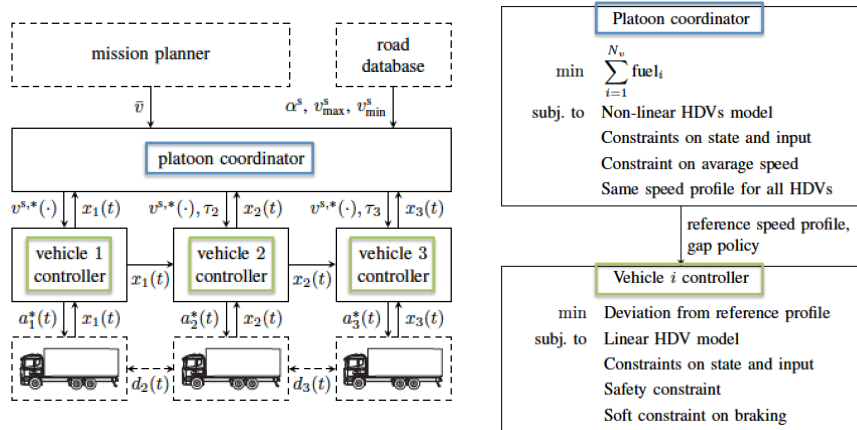 mission planner
road
database
v̄
αˢ, vˢₘₐₓ, vˢₘᵢₙ
platoon coordinator
v^{s,*}(·)
x₁(t)
v^{s,*}(·), τ₂
x₂(t)
v^{s,*}(·), τ₃
x₃(t)
vehicle 1
controller
x₁(t)
vehicle 2
controller
x₂(t)
vehicle 3
controller
a₁*(t)
x₁(t)
a₂*(t)
x₂(t)
a₃*(t)
x₃(t)
d₂(t)
d₃(t)
Platoon coordinator
min ∑_{i=1}^{N_v} fuelᵢ
subj. to Non-linear HDVs model
Constraints on state and input
Constraint on avarage speed
Same speed profile for all HDVs
reference speed profile,
gap policy
Vehicle i controller
min Deviation from reference profile
subj. to Linear HDV model
Constraints on state and input
Safety constraint
Soft constraint on braking